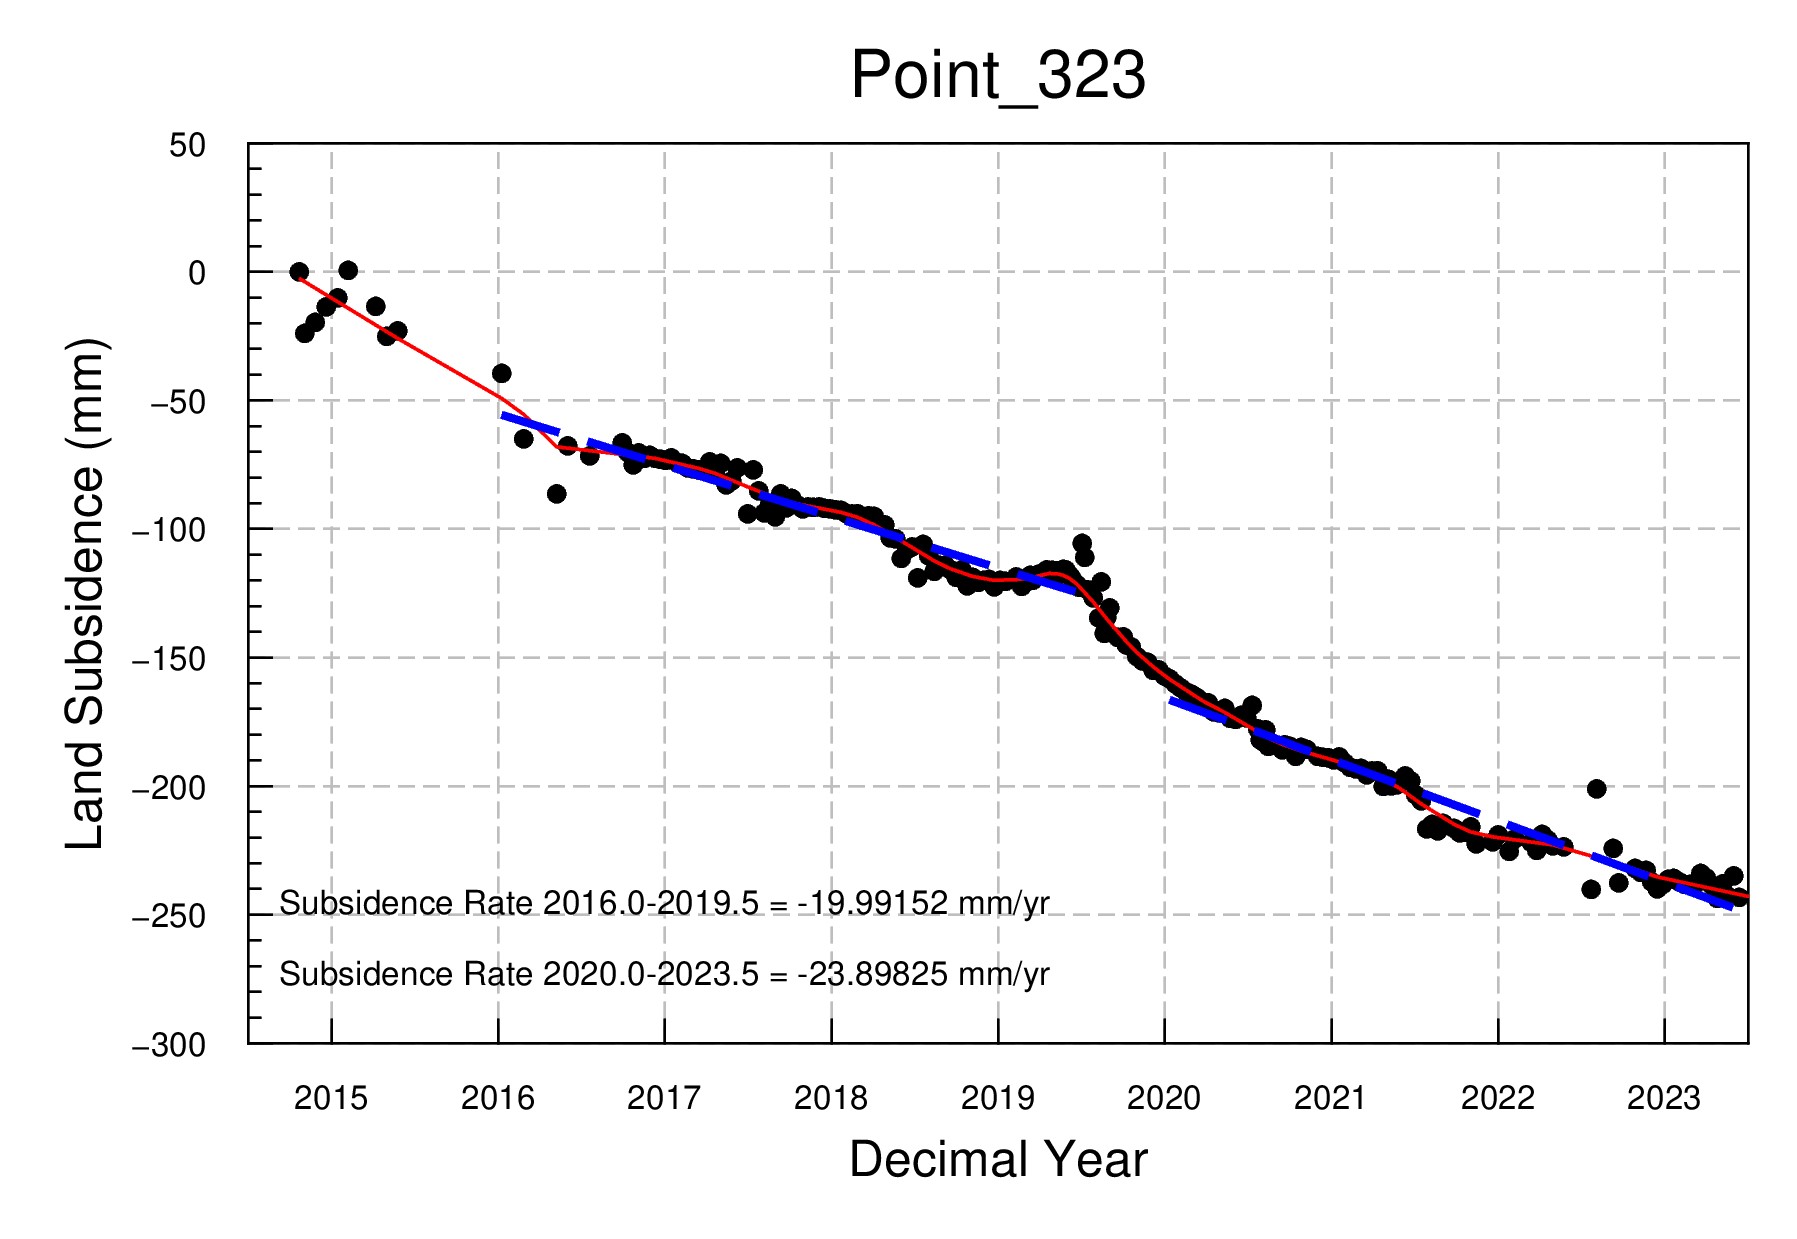 Point_323
50
0
−50
−100
−150
−200
−250
−300
Land Subsidence (mm)
Subsidence Rate 2016.0-2019.5 = -19.99152 mm/yr
Subsidence Rate 2020.0-2023.5 = -23.89825 mm/yr
2015 2016 2017 2018 2019 2020 2021 2022 2023
Decimal Year